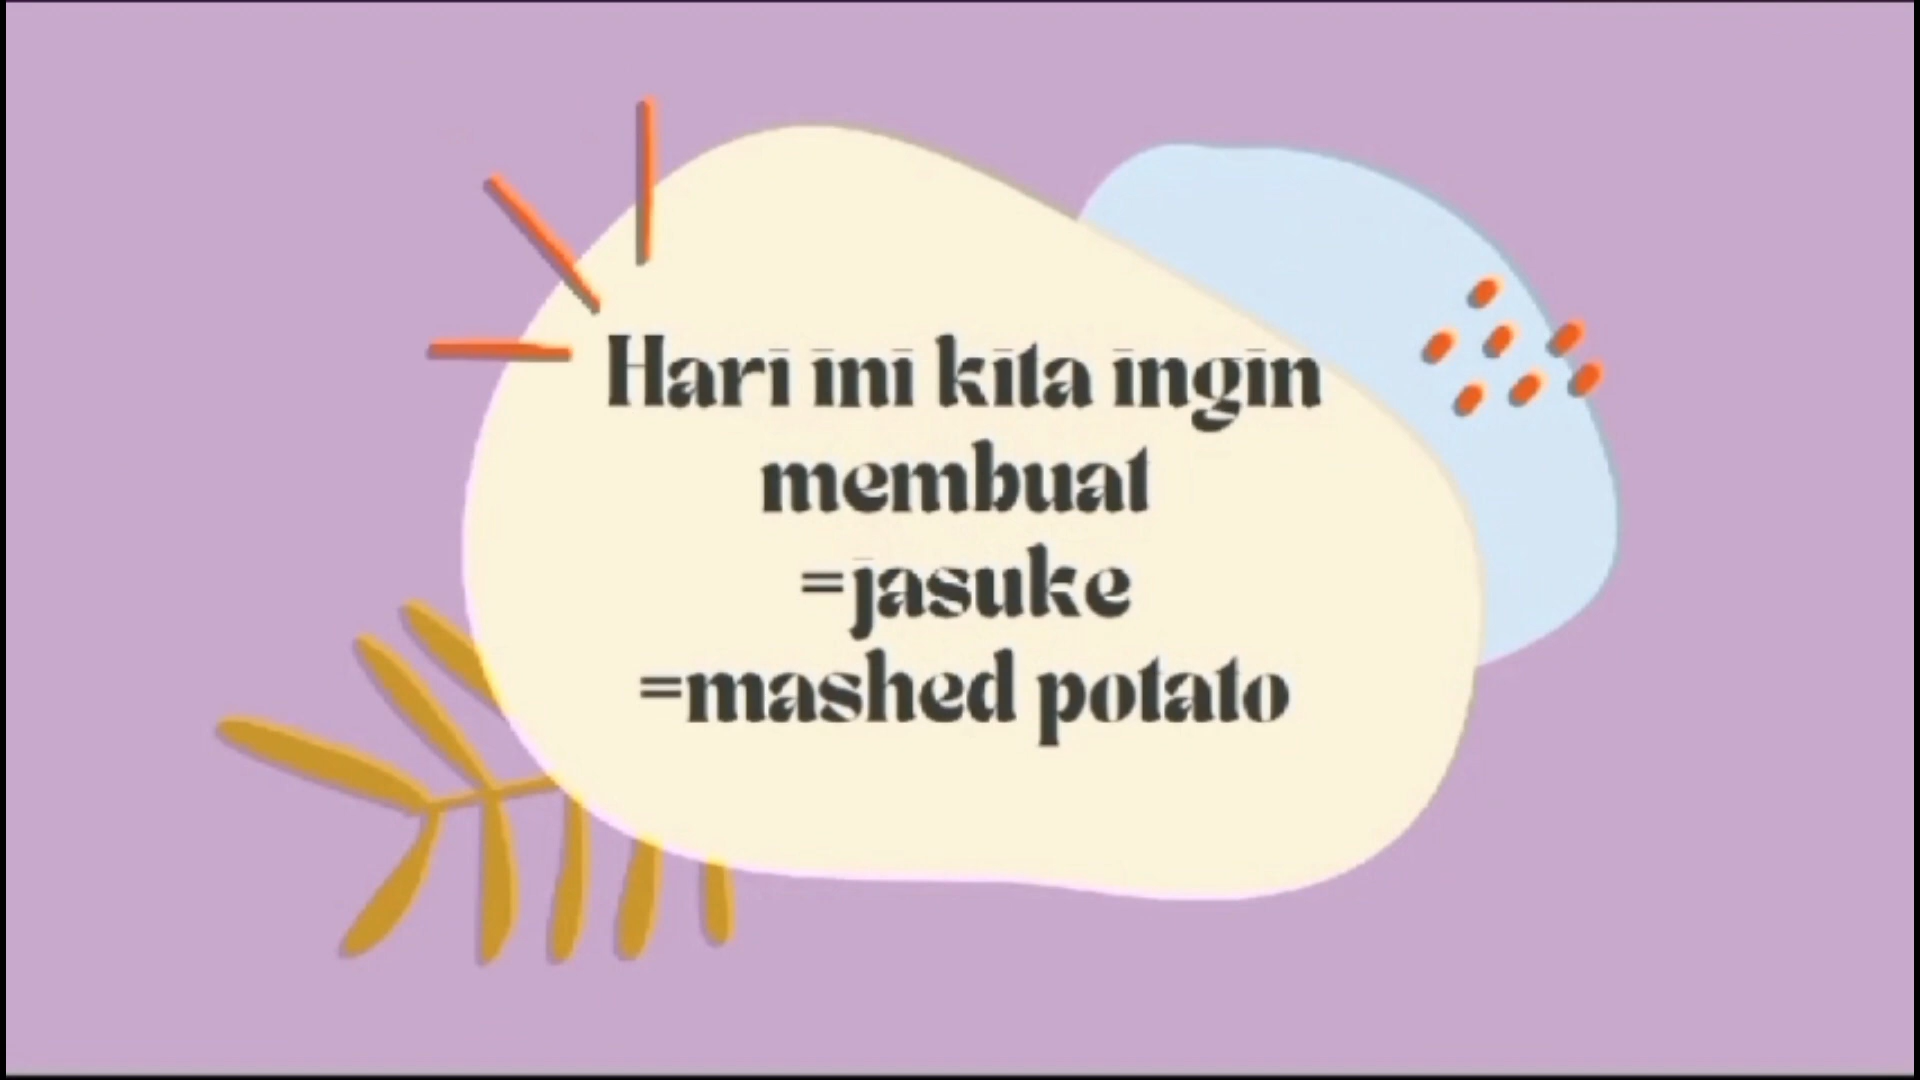 Hari ini kita ingin
membuat
=jasuke
=mashed potato